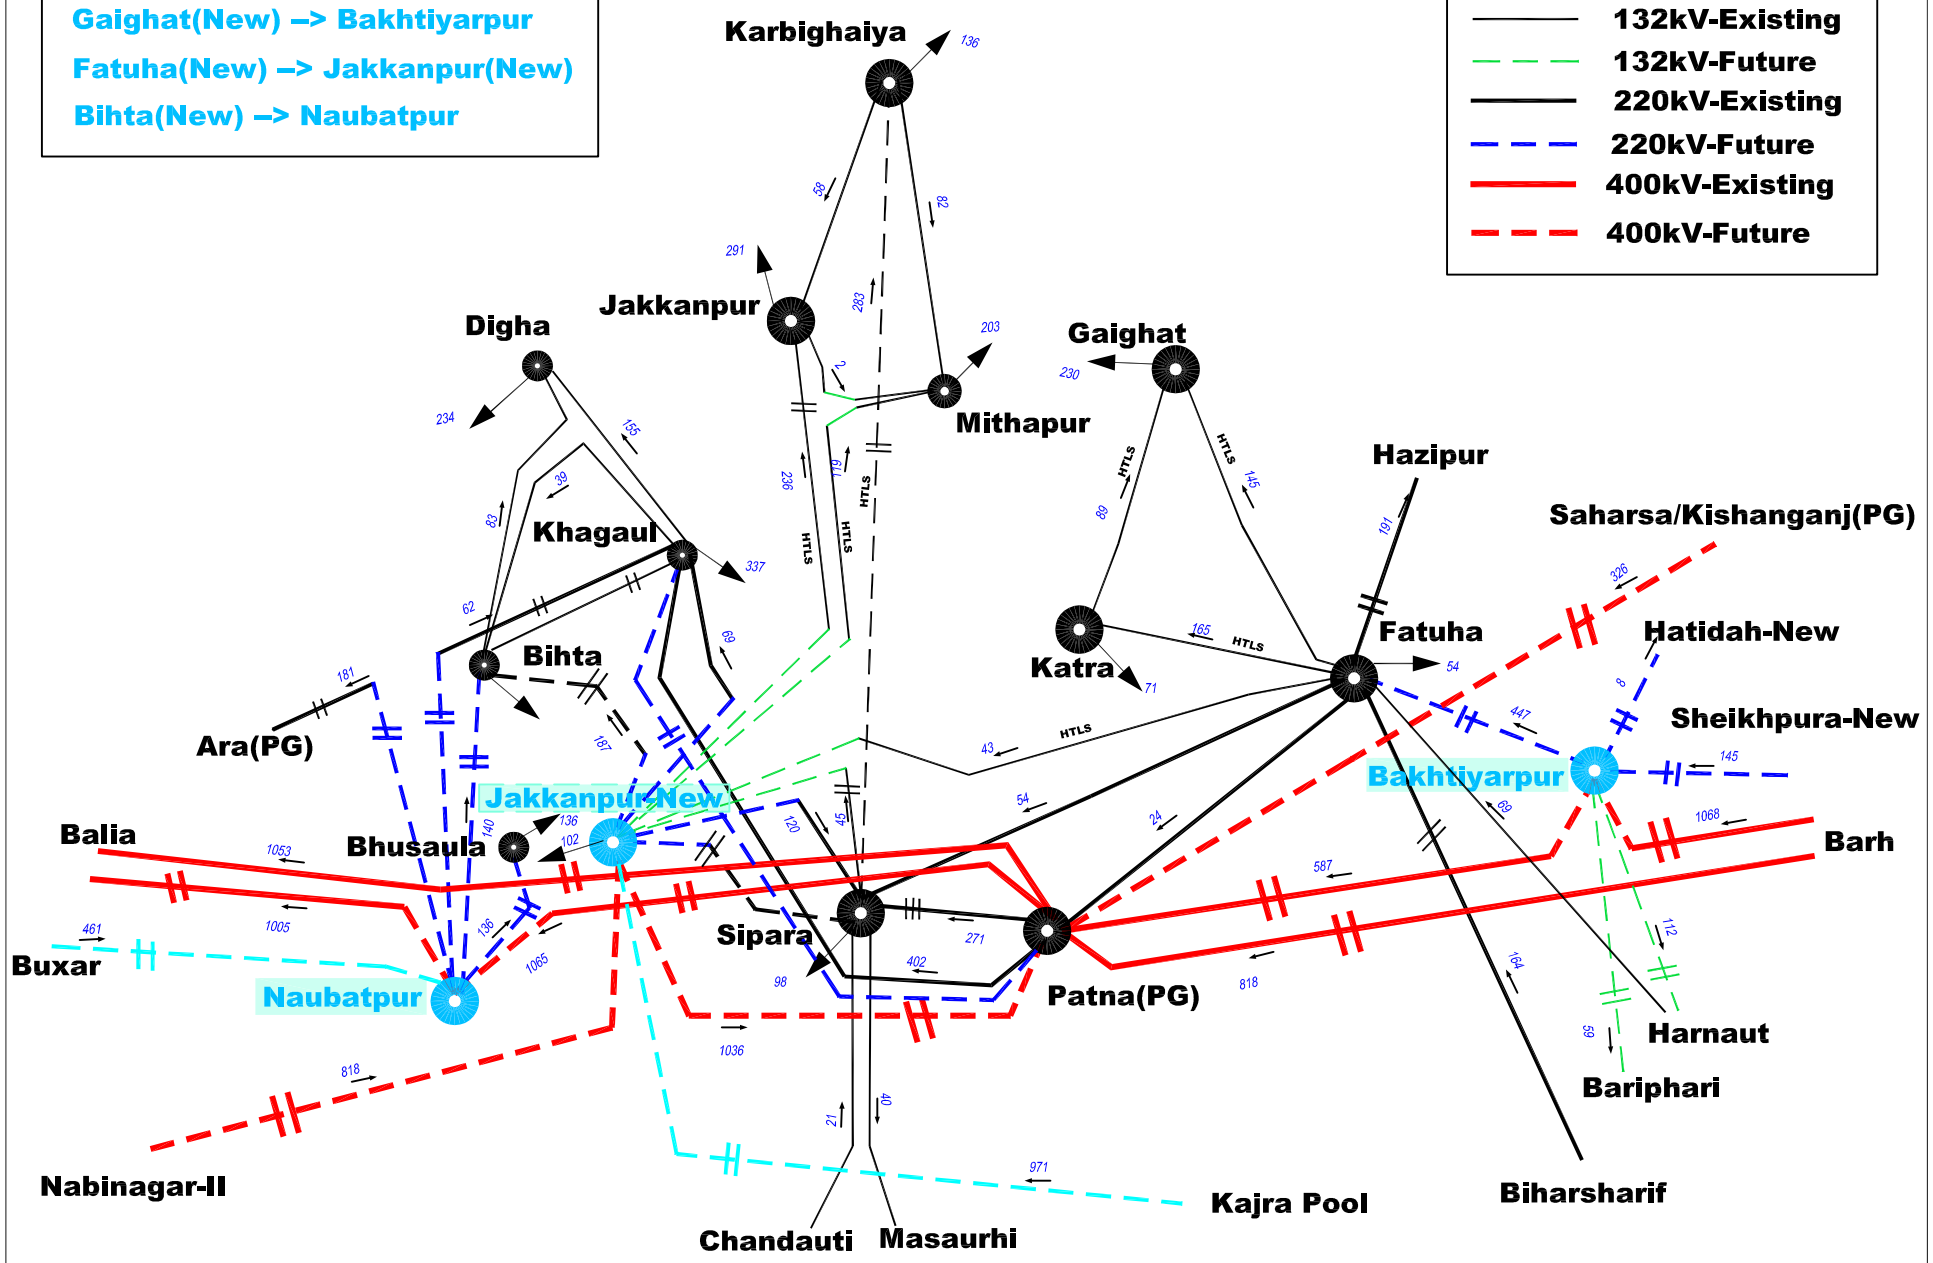 Gaighat(New) –> Bakhtiyarpur
Fatuha(New) –> Jakkanpur(New)
Bihta(New) –> Naubatpur
132kV-Existing
132kV-Future
220kV-Existing
220kV-Future
400kV-Existing
400kV-Future
Karbighaiya
136
58
82
291
Jakkanpur
283
203
Digha
Gaighat
230
2
Mithapur
234
155
Hazipur
HTLS
HTLS
119
236
HTLS
145
39
83
89
191
Saharsa/Kishanganj(PG)
Khagaul
HTLS
HTLS
337
326
62
69
165
HTLS
Fatuha
Hatidah-New
Bihta
Katra
54
181
71
8
447
Sheikhpura-New
Ara(PG)
187
43
HTLS
145
Bakhtiyarpur
Jakkanpur-New
54
24
69
1068
Balia
136
140
120
45
Bhusaula
102
1053
587
Barh
1005
136
461
Sipara
271
112
Buxar
1065
402
98
164
818
Naubatpur
Patna(PG)
59
Harnaut
1036
818
Bariphari
21
40
971
Nabinagar-II
Kajra Pool
Biharsharif
Chandauti
Masaurhi